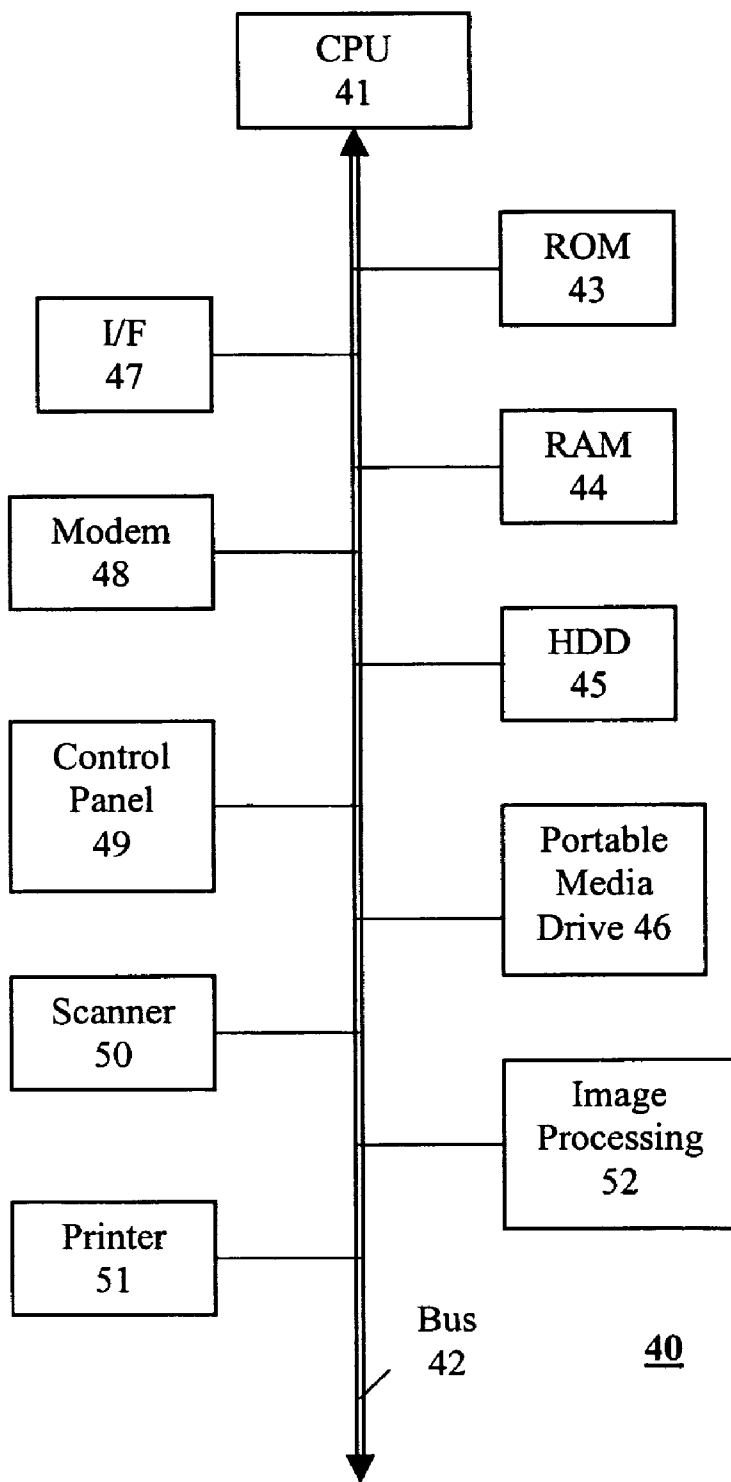 CPU
41
ROM
43
I/F
47
RAM
44
Modem
48
HDD
45
Control
Panel
49
Portable
Media
Drive 46
Scanner
50
Image
Processing
52
Printer
51
Bus
42
40